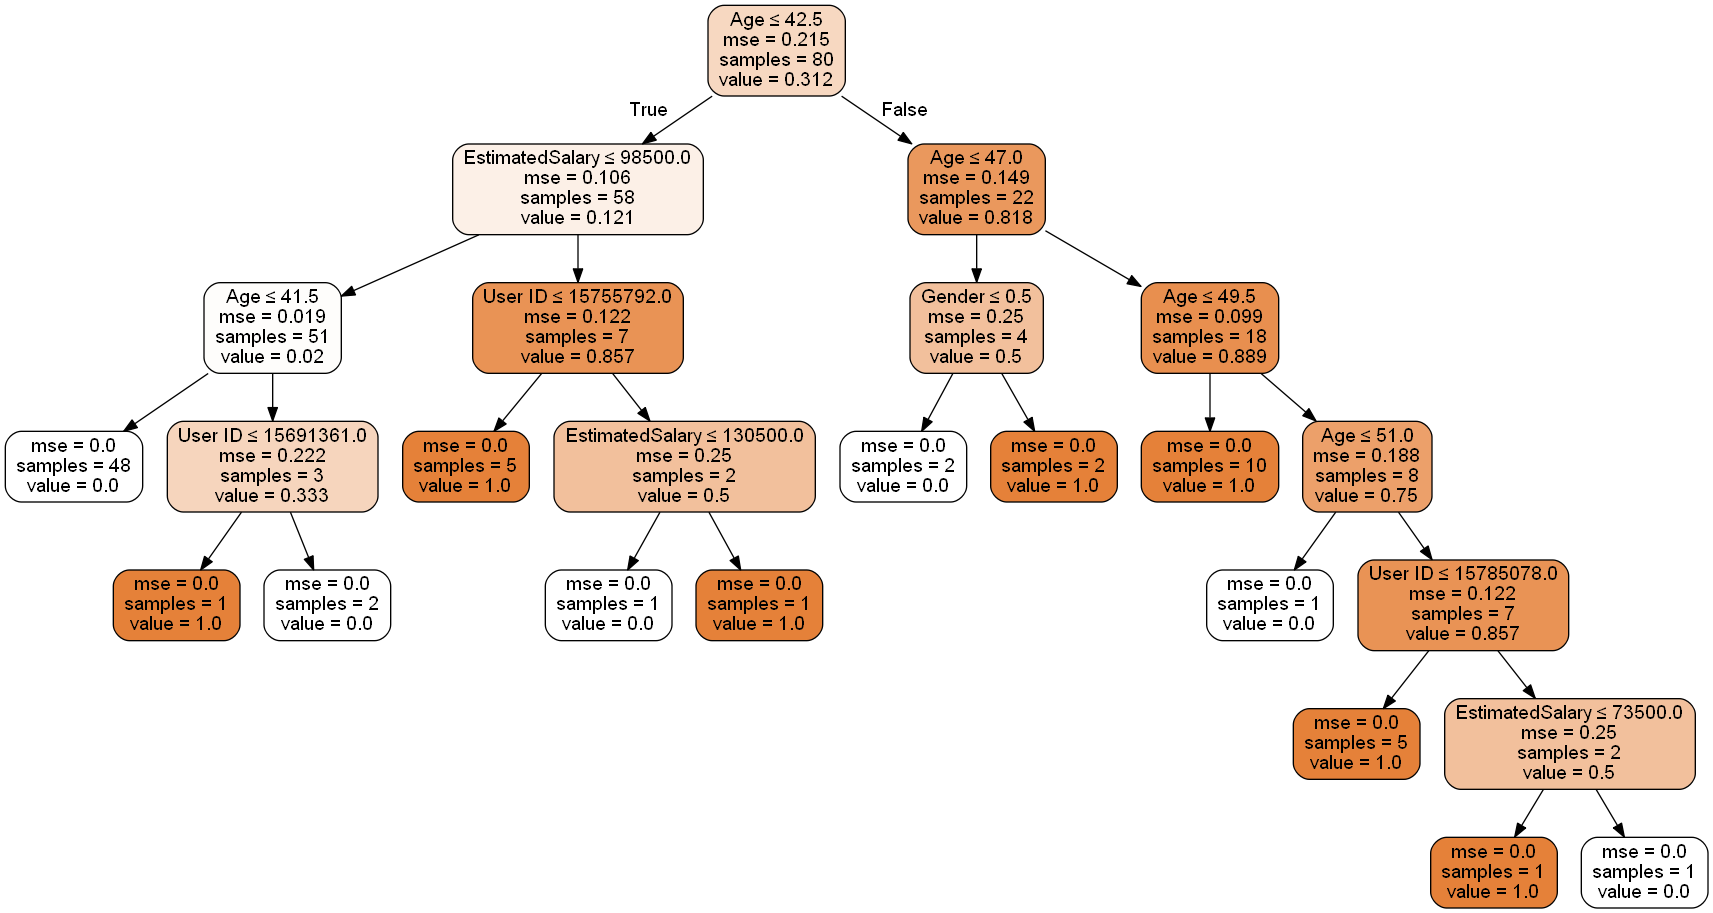 Age ≤ 42.5
mse = 0.215
samples = 80
value = 0.312
True
False
EstimatedSalary ≤ 98500.0
mse = 0.106
samples = 58
value = 0.121
Age ≤ 47.0
mse = 0.149
samples = 22
value = 0.818
Age ≤ 41.5
mse = 0.019
samples = 51
value = 0.02
User ID ≤ 15755792.0
mse = 0.122
samples = 7
value = 0.857
Gender ≤ 0.5
mse = 0.25
samples = 4
value = 0.5
Age ≤ 49.5
mse = 0.099
samples = 18
value = 0.889
mse = 0.0
samples = 48
value = 0.0
User ID ≤ 15691361.0
mse = 0.222
samples = 3
value = 0.333
mse = 0.0
samples = 5
value = 1.0
EstimatedSalary ≤ 130500.0
mse = 0.25
samples = 2
value = 0.5
mse = 0.0
samples = 2
value = 0.0
mse = 0.0
samples = 2
value = 1.0
mse = 0.0
samples = 10
value = 1.0
Age ≤ 51.0
mse = 0.188
samples = 8
value = 0.75
mse = 0.0
samples = 1
value = 1.0
mse = 0.0
samples = 2
value = 0.0
mse = 0.0
samples = 1
value = 0.0
mse = 0.0
samples = 1
value = 1.0
mse = 0.0
samples = 1
value = 0.0
User ID ≤ 15785078.0
mse = 0.122
samples = 7
value = 0.857
mse = 0.0
samples = 5
value = 1.0
EstimatedSalary ≤ 73500.0
mse = 0.25
samples = 2
value = 0.5
mse = 0.0
samples = 1
value = 1.0
mse = 0.0
samples = 1
value = 0.0